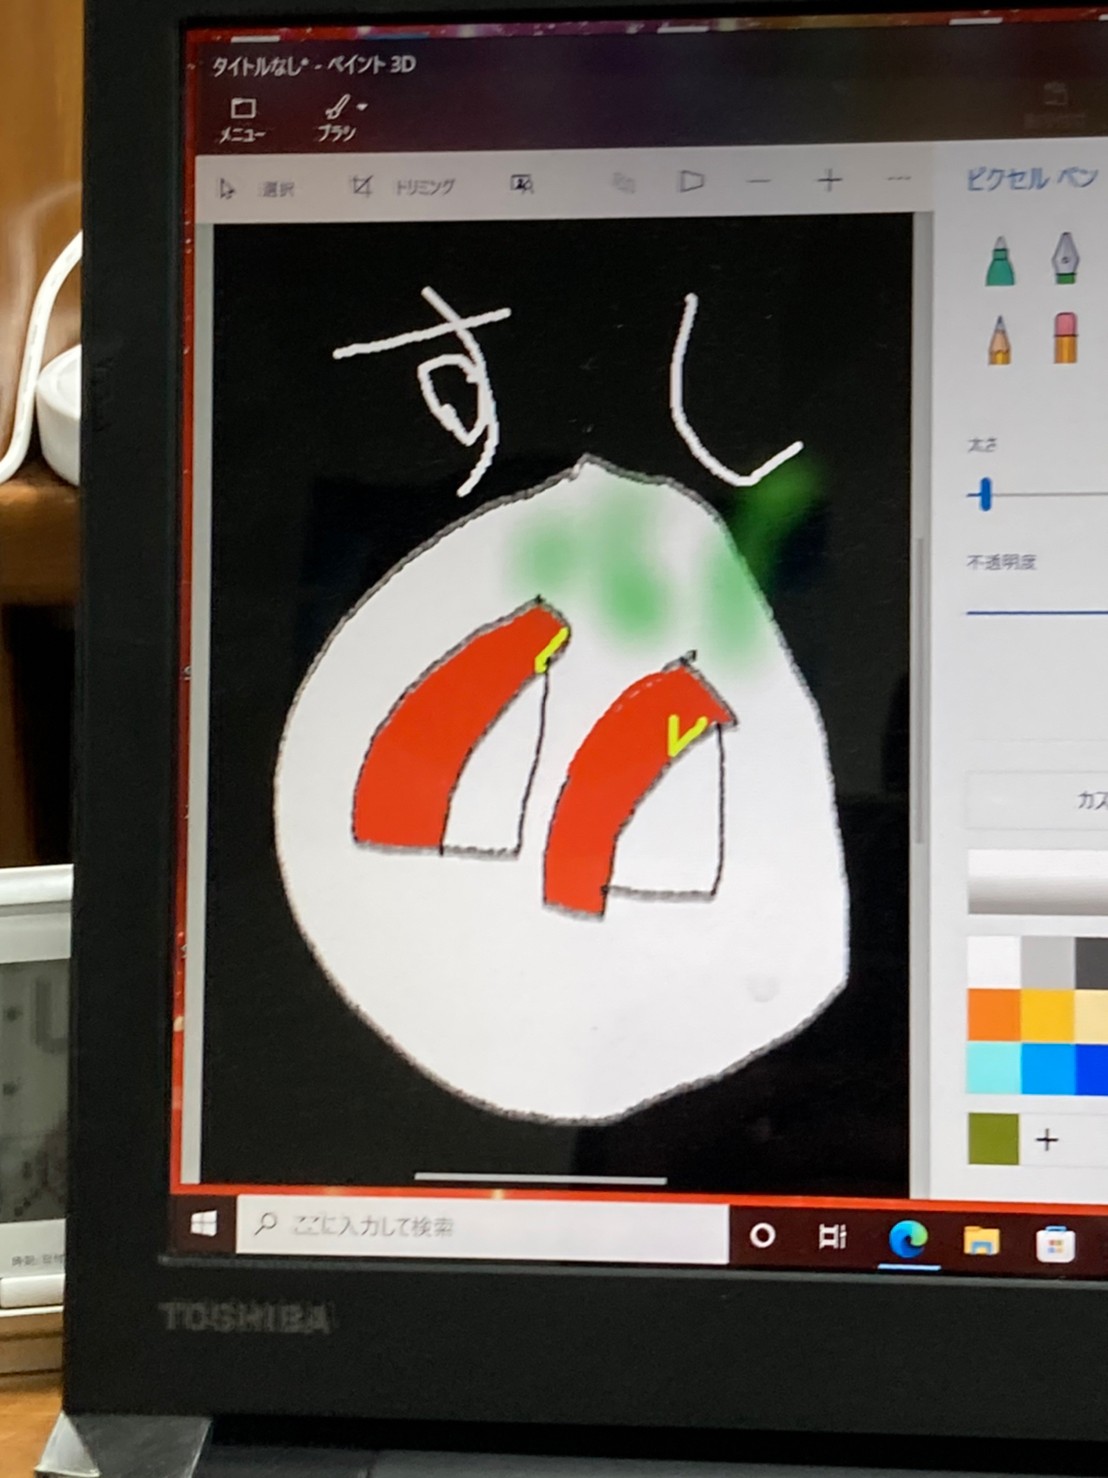 タイトルなし* - ペイント 3D
メニュー ブラシ
選択 トリミング
ピクセル ペン
すし
太さ
不透明度
ここに入力して検索
TOSHIBA